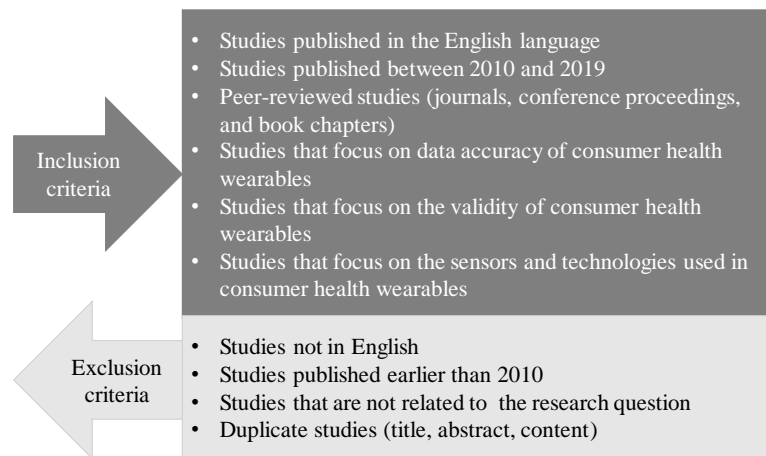 Inclusion
criteria
• Studies published in the English language
• Studies published between 2010 and 2019
• Peer-reviewed studies (journals, conference proceedings,
and book chapters)
• Studies that focus on data accuracy of consumer health
wearables
• Studies that focus on the validity of consumer health
wearables
• Studies that focus on the sensors and technologies used in
consumer health wearables
Exclusion
criteria
• Studies not in English
• Studies published earlier than 2010
• Studies that are not related to the research question
• Duplicate studies (title, abstract, content)